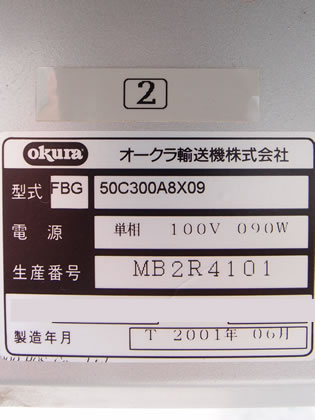 2
okura オークラ輸送機株式会社
型式 FBG 50C300A8X09
電源 単相 100V 090W
生産番号 MB2R4101
製造年月 T 2001年 06月